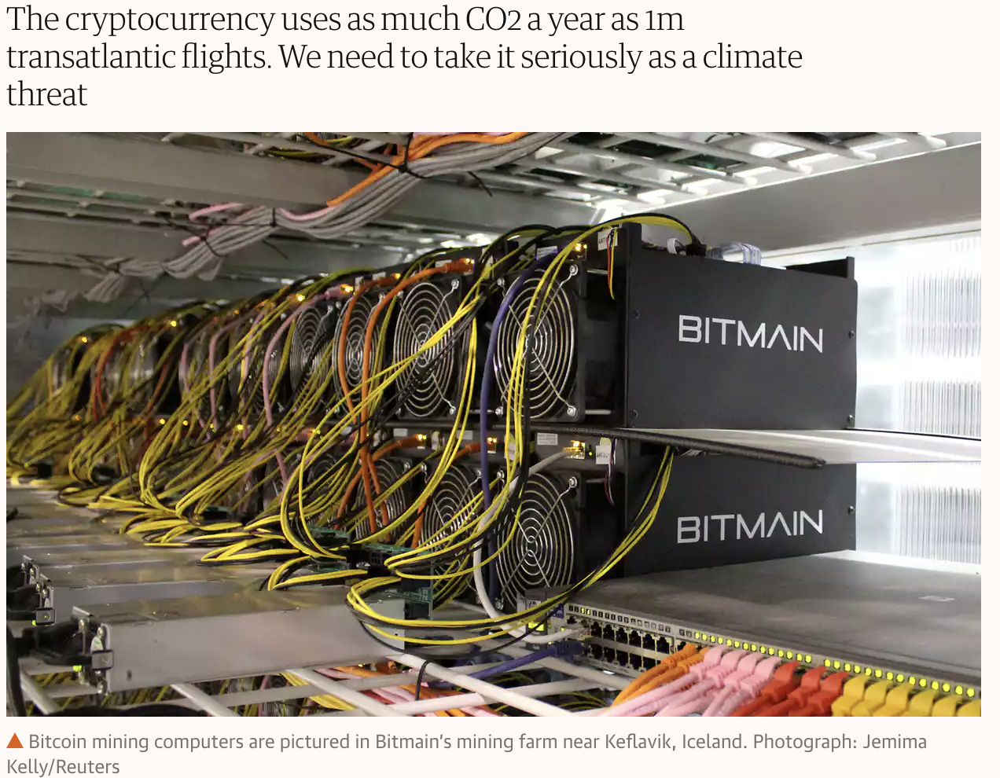 The cryptocurrency uses as much CO2 a year as 1m
transatlantic flights. We need to take it seriously as a climate
threat
BITMAIN
BITMAIN
Bitcoin mining computers are pictured in Bitmain’s mining farm near Keflavik, Iceland. Photograph: Jemima
Kelly/Reuters